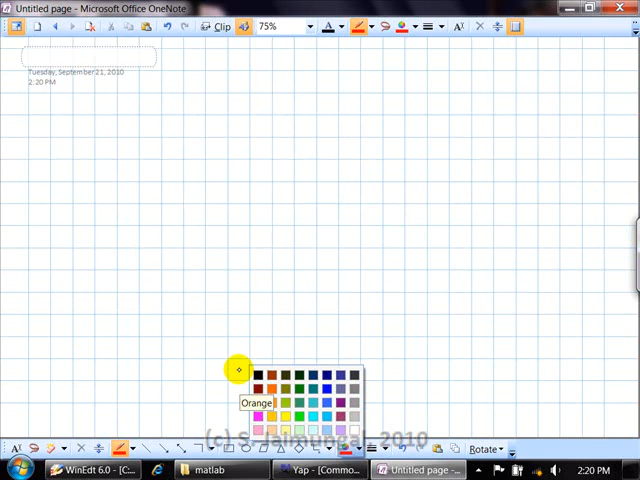 Untitled page - Microsoft Office OneNote
Clip 75% A
Tuesday, September 21, 2010
2:20 PM
Orange
(c) S. Jaimungal, 2010
Rotate
WinEdt 6.0 - [C:... matlab Yap - [Commo... Untitled page -... 2:20 PM